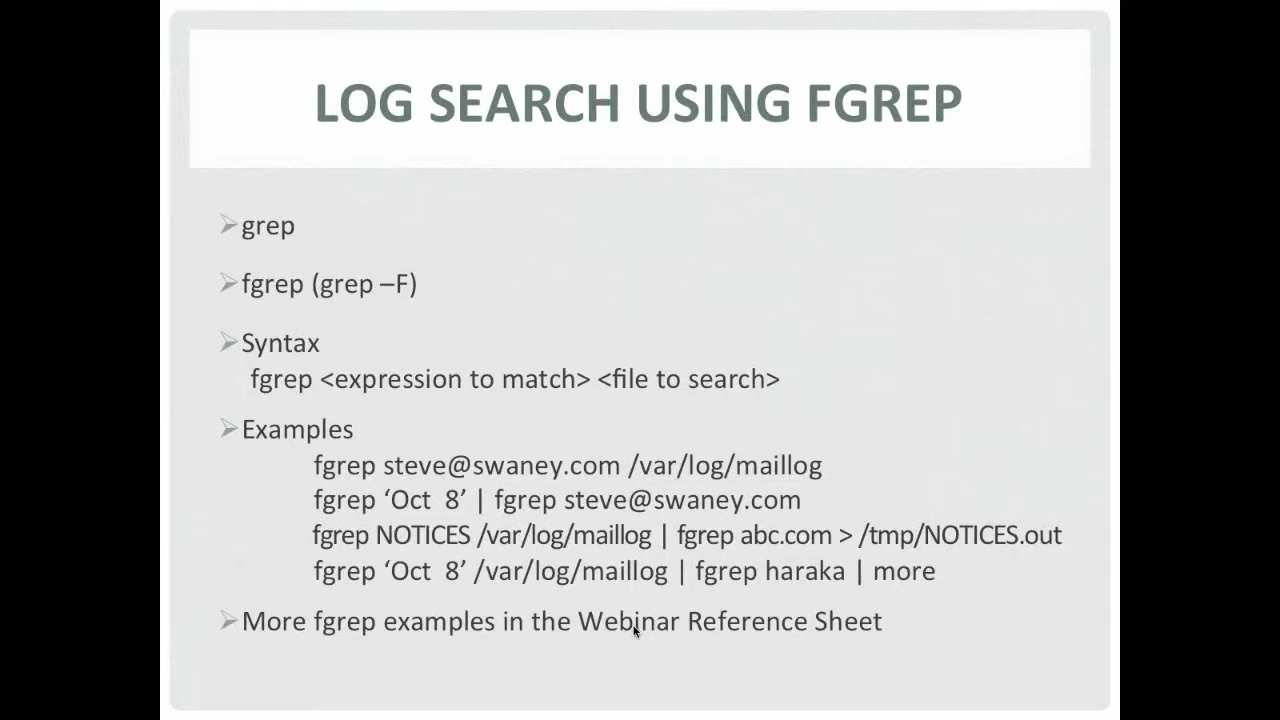 LOG SEARCH USING FGREP
➢grep
➢fgrep (grep –F)
➢Syntax
fgrep <expression to match> <file to search>
➢Examples
fgrep steve@swaney.com /var/log/maillog
fgrep ‘Oct  8’ | fgrep steve@swaney.com
fgrep NOTICES /var/log/maillog | fgrep abc.com > /tmp/NOTICES.out
fgrep ‘Oct  8’ /var/log/maillog | fgrep haraka | more
➢More fgrep examples in the Webinar Reference Sheet